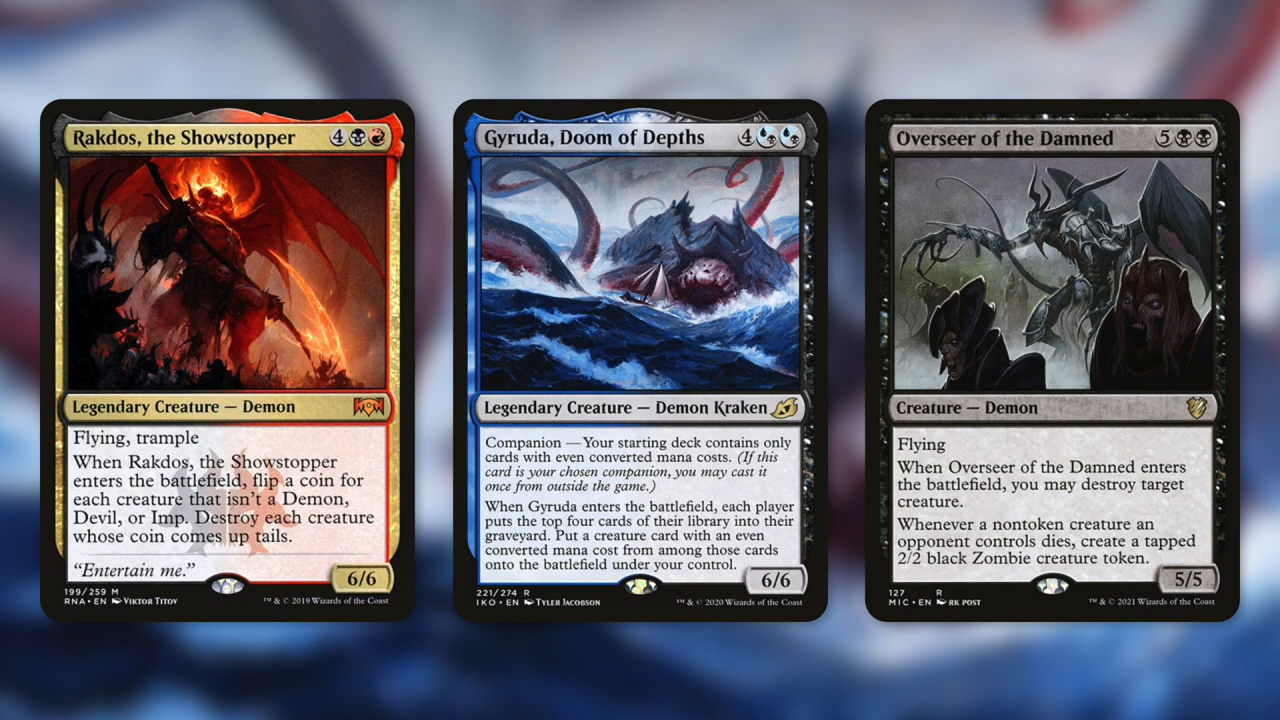 Rakdos, the Showstopper 4
Legendary Creature — Demon
Flying, trample
When Rakdos, the Showstopper
enters the battlefield, flip a coin for
each creature that isn't a Demon,
Devil, or Imp. Destroy each creature
whose coin comes up tails.
“Entertain me.”
6/6
199/259 M
RNA • EN Viktor Titov
™ & © 2019 Wizards of the Coast
Gyruda, Doom of Depths 4
Legendary Creature — Demon Kraken
Companion — Your starting deck contains only
cards with even converted mana costs. (If this
card is your chosen companion, you may cast it
once from outside the game.)
When Gyruda enters the battlefield, each player
puts the top four cards of their library into their
graveyard. Put a creature card with an even
converted mana cost from among those cards
onto the battlefield under your control.
6/6
221/274 R
IKO • EN Tyler Jacobson
™ & © 2020 Wizards of the Coast
Overseer of the Damned 5
Creature — Demon
Flying
When Overseer of the Damned enters
the battlefield, you may destroy target
creature.
Whenever a nontoken creature an
opponent controls dies, create a tapped
2/2 black Zombie creature token.
5/5
127 R
MIC • EN RK Post
™ & © 2021 Wizards of the Coast